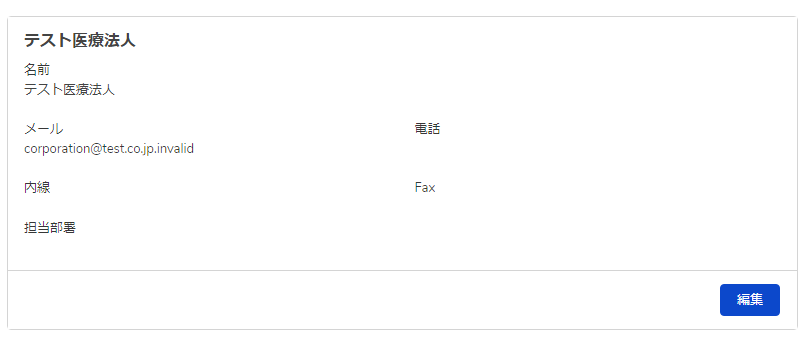 テスト医療法人
名前
テスト医療法人
メール
電話
corporation@test.co.jp.invalid
内線
Fax
担当部署
編集